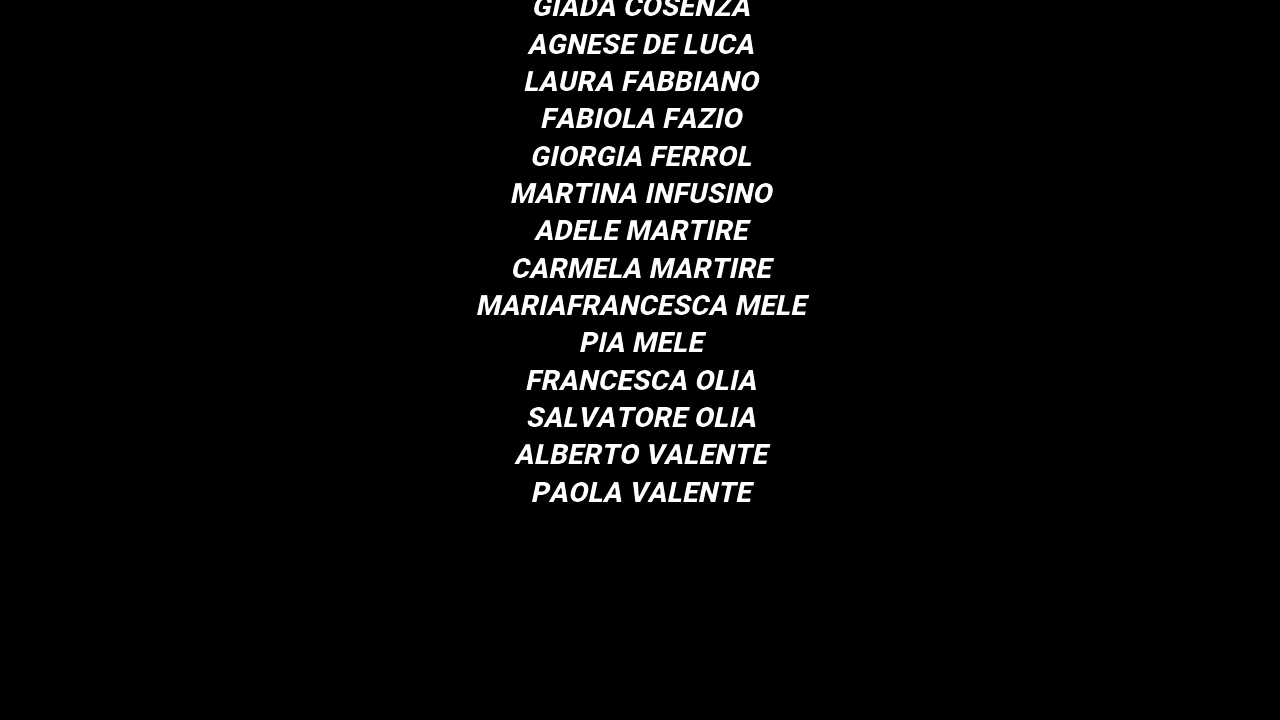 GIADA COSENZA
AGNESE DE LUCA
LAURA FABBIANO
FABIOLA FAZIO
GIORGIA FERROL
MARTINA INFUSINO
ADELE MARTIRE
CARMELA MARTIRE
MARIAFRANCESCA MELE
PIA MELE
FRANCESCA OLIA
SALVATORE OLIA
ALBERTO VALENTE
PAOLA VALENTE